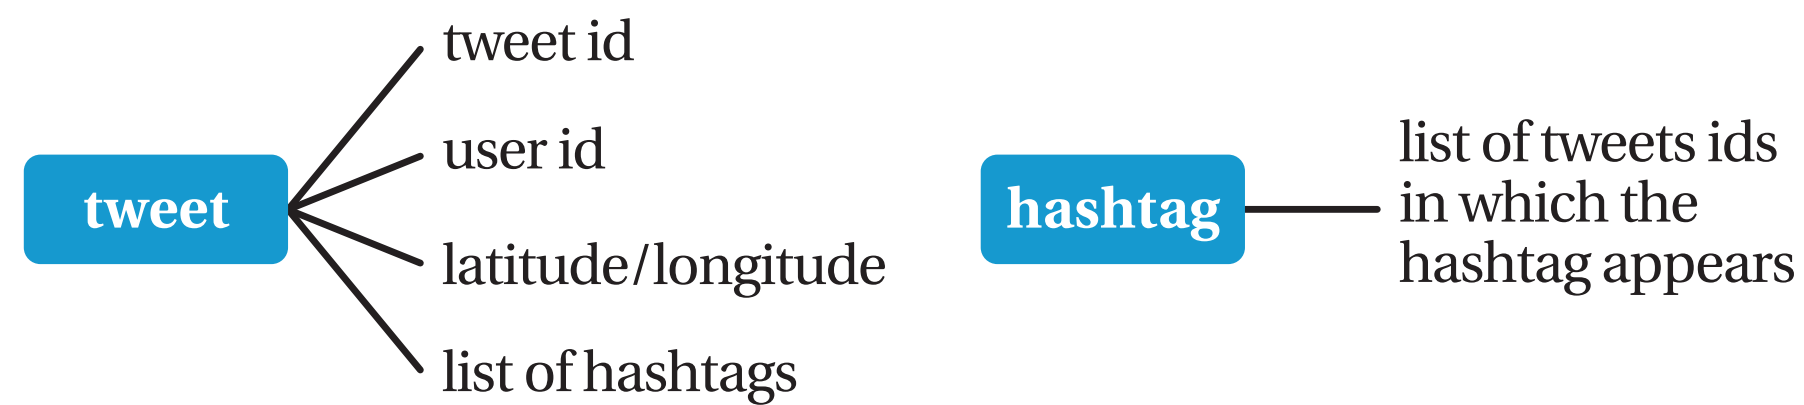 tweet
tweet id
user id
latitude/longitude
list of hashtags
hashtag
list of tweets ids
in which the
hashtag appears